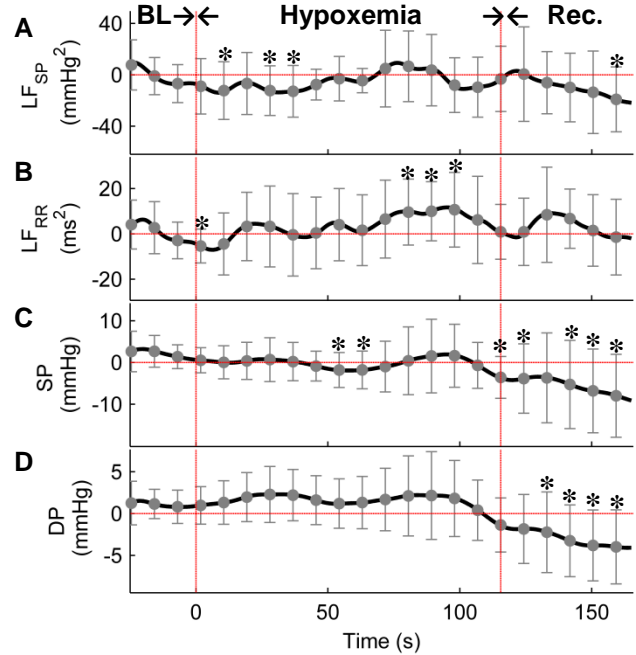 BL → ← Hypoxemia → ← Rec.
A
LF_SP (mmHg²)
40
0
-40
* * * * *
B
LF_RR (ms²)
20
0
-20
* * * *
C
SP (mmHg)
10
0
-10
* * * * * * *
D
DP (mmHg)
5
0
-5
* * * *
0 50 100 150
Time (s)